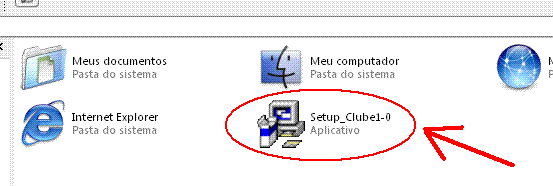 Meus documentos
Pasta do sistema
Meu computador
Pasta do sistema
Internet Explorer
Pasta do sistema
Setup_Clube1-0
Aplicativo